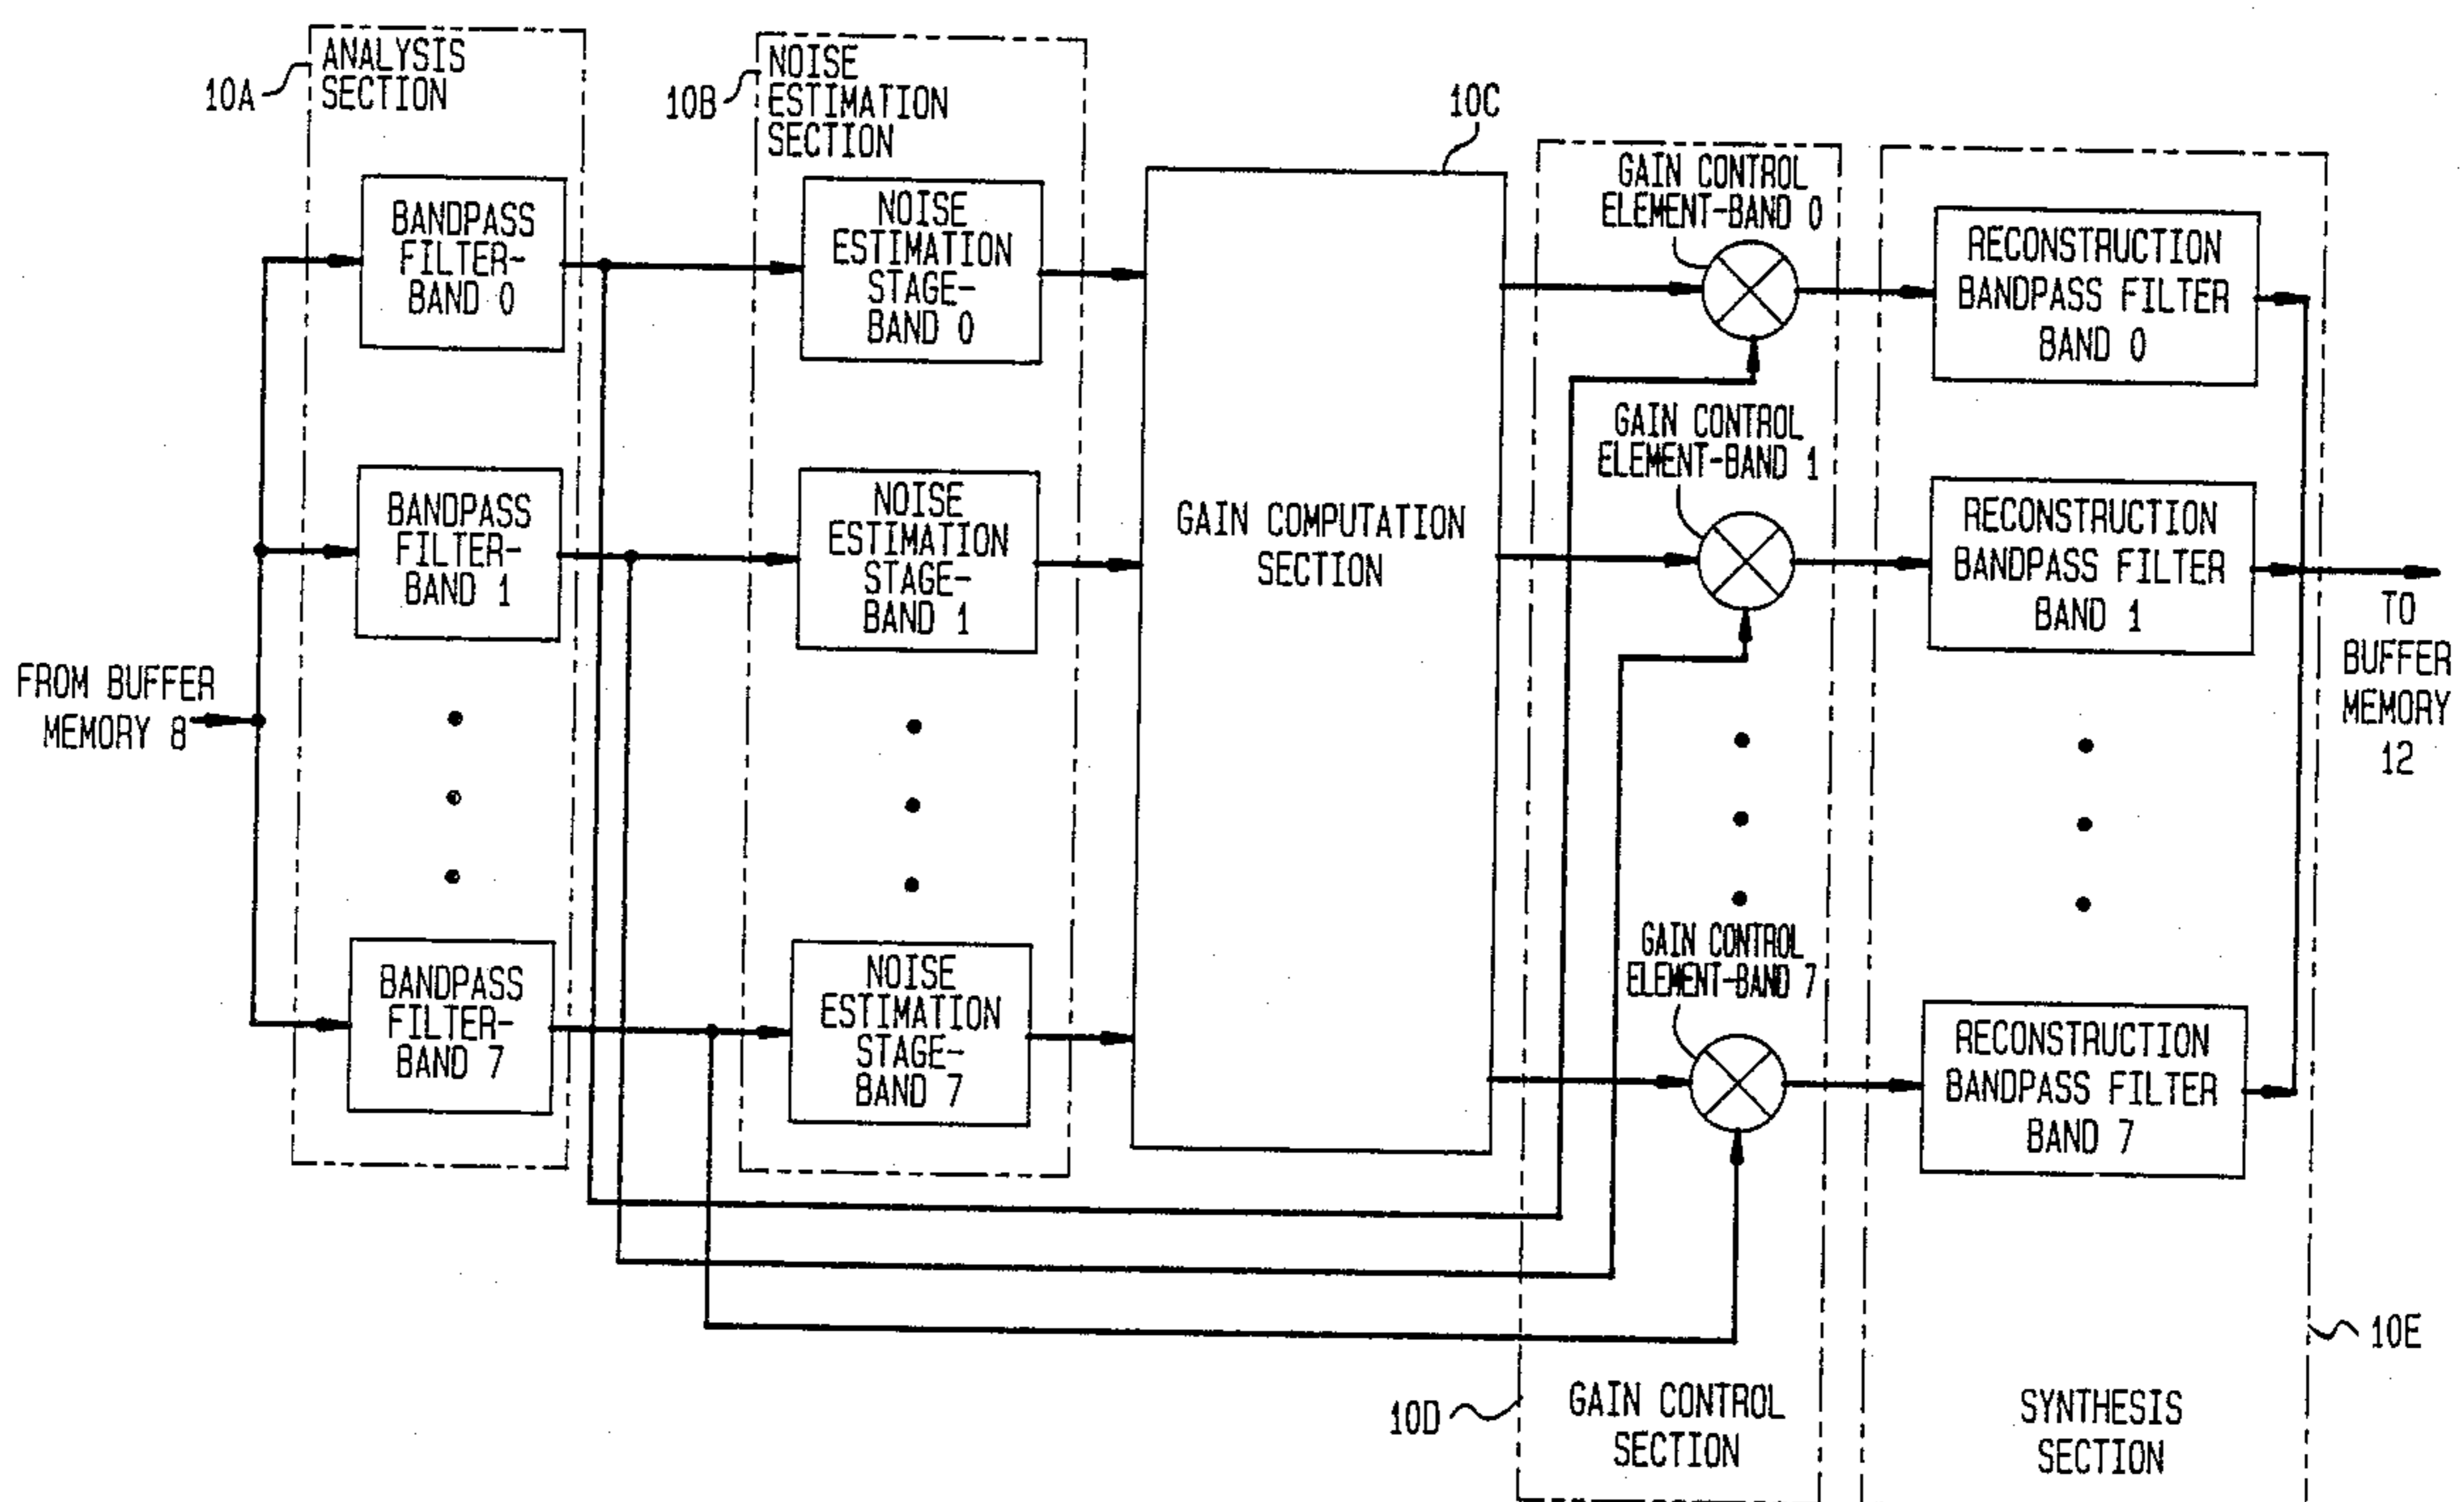 10A
ANALYSIS
SECTION
10B
NOISE
ESTIMATION
SECTION
10C
BANDPASS
FILTER-
BAND 0
NOISE
ESTIMATION
STAGE-
BAND 0
GAIN CONTROL
ELEMENT-BAND 0
RECONSTRUCTION
BANDPASS FILTER
BAND 0
BANDPASS
FILTER-
BAND 1
NOISE
ESTIMATION
STAGE-
BAND 1
GAIN COMPUTATION
SECTION
GAIN CONTROL
ELEMENT-BAND 1
RECONSTRUCTION
BANDPASS FILTER
BAND 1
FROM BUFFER
MEMORY 8
TO
BUFFER
MEMORY
12
BANDPASS
FILTER-
BAND 7
NOISE
ESTIMATION
STAGE-
BAND 7
GAIN CONTROL
ELEMENT-BAND 7
RECONSTRUCTION
BANDPASS FILTER
BAND 7
10D
GAIN CONTROL
SECTION
SYNTHESIS
SECTION
10E